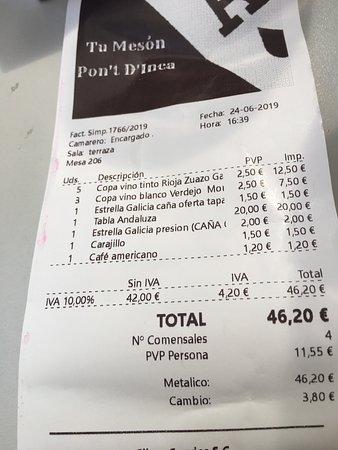 Tu Mesón
Pon't D'Inca
Fact. Simp.1766/2019
Fecha: 24-06-2019
Camarero: Encargado .
Hora: 16:39
Sala: terraza
Mesa 206
Uds. Descripción PVP Imp.
5 Copa vino tinto Rioja Zuazo Ga 2,50 € 12,50 €
3 Copa vino blanco Verdejo Mo 2,50 € 7,50 €
1 Estrella Galicia caña oferta tapa 1,50 € 1,50 €
1 Tabla Andaluza 20,00 € 20,00 €
1 Estrella Galicia presion (CAÑA 2,00 € 2,00 €
1 Carajillo 1,50 € 1,50 €
1 Café americano 1,20 € 1,20 €
Sin IVA IVA Total
IVA 10,00% 42,00 € 4,20 € 46,20 €
TOTAL 46,20 €
Nº Comensales 4
PVP Persona 11,55 €
Metalico: 46,20 €
Cambio: 3,80 €